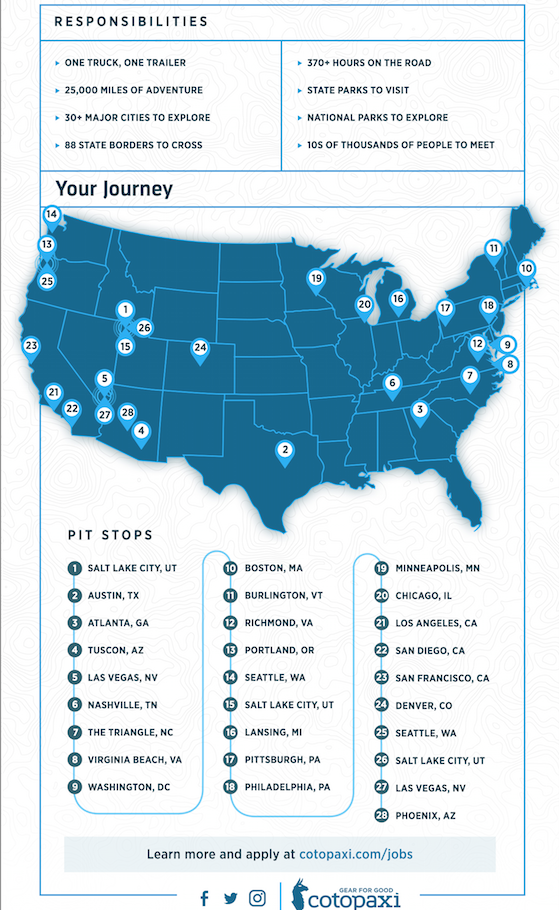 RESPONSIBILITIES
ONE TRUCK, ONE TRAILER
25,000 MILES OF ADVENTURE
30+ MAJOR CITIES TO EXPLORE
88 STATE BORDERS TO CROSS
370+ HOURS ON THE ROAD
STATE PARKS TO VISIT
NATIONAL PARKS TO EXPLORE
10S OF THOUSANDS OF PEOPLE TO MEET
Your Journey
14
13
25
1
26
15
23
24
5
21
22
27
28
4
2
19
20
16
17
11
10
18
12
9
8
7
6
3
PIT STOPS
1 SALT LAKE CITY, UT
2 AUSTIN, TX
3 ATLANTA, GA
4 TUSCON, AZ
5 LAS VEGAS, NV
6 NASHVILLE, TN
7 THE TRIANGLE, NC
8 VIRGINIA BEACH, VA
9 WASHINGTON, DC
10 BOSTON, MA
11 BURLINGTON, VT
12 RICHMOND, VA
13 PORTLAND, OR
14 SEATTLE, WA
15 SALT LAKE CITY, UT
16 LANSING, MI
17 PITTSBURGH, PA
18 PHILADELPHIA, PA
19 MINNEAPOLIS, MN
20 CHICAGO, IL
21 LOS ANGELES, CA
22 SAN DIEGO, CA
23 SAN FRANCISCO, CA
24 DENVER, CO
25 SEATTLE, WA
26 SALT LAKE CITY, UT
27 LAS VEGAS, NV
28 PHOENIX, AZ
Learn more and apply at cotopaxi.com/jobs
GEAR FOR GOOD
cotopaxi